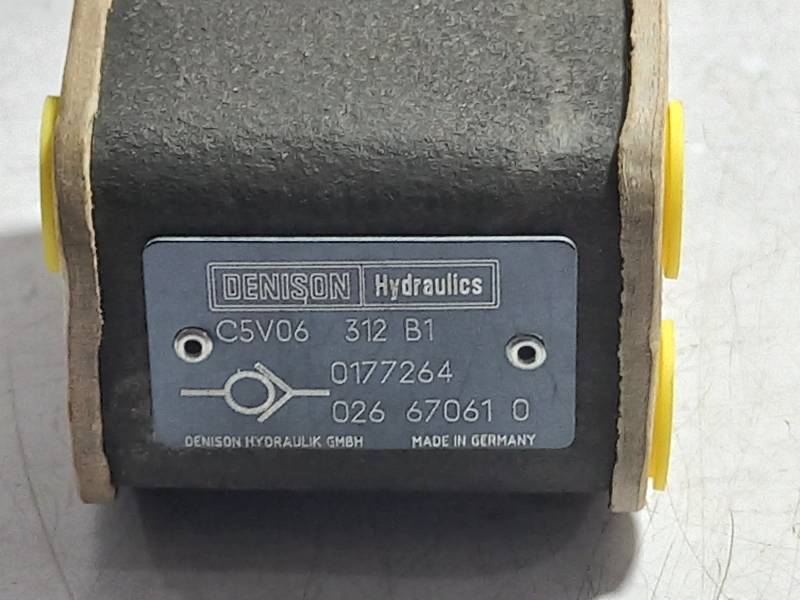 DENISON Hydraulics
C5V06 312 B1
0177264
026 67061 0
DENISON HYDRAULIK GMBH MADE IN GERMANY